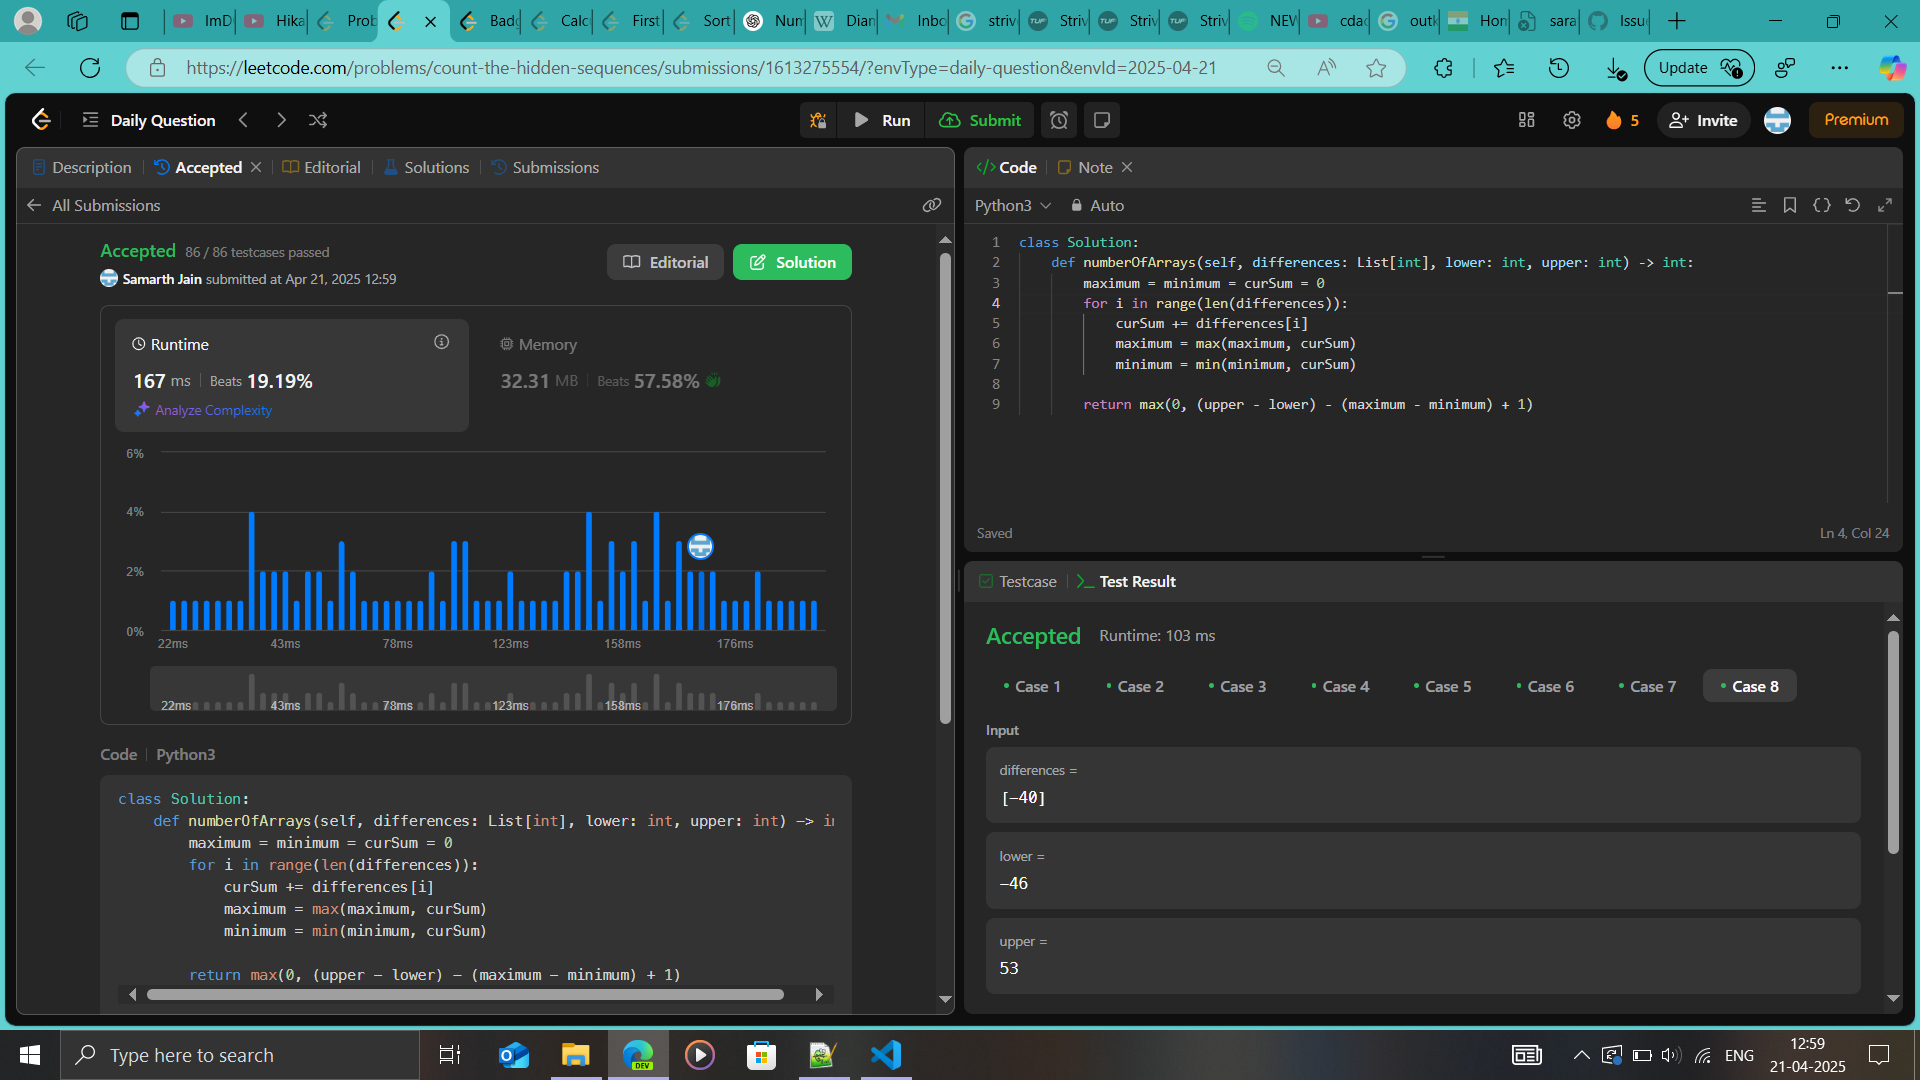 ImD
Hika
Prob
Badg
Calc
First
Sort
Num
Dian
Inbo
strive
Striv
Striv
Striv
NEW
cdac
outk
Hom
sara
Issue
https://leetcode.com/problems/count-the-hidden-sequences/submissions/1613275554/?envType=daily-question&envId=2025-04-21
Update
Daily Question
Run
Submit
5
Invite
Premium
Description
Accepted
Editorial
Solutions
Submissions
All Submissions
Accepted 86 / 86 testcases passed
Samarth Jain submitted at Apr 21, 2025 12:59
Editorial
Solution
Runtime
167 ms Beats 19.19%
Analyze Complexity
Memory
32.31 MB Beats 57.58%
6%
4%
2%
0%
22ms 43ms 78ms 123ms 158ms 176ms
22ms 43ms 78ms 123ms 158ms 176ms
Code Python3
class Solution:
def numberOfArrays(self, differences: List[int], lower: int, upper: int) -> in
maximum = minimum = curSum = 0
for i in range(len(differences)):
curSum += differences[i]
maximum = max(maximum, curSum)
minimum = min(minimum, curSum)
return max(0, (upper - lower) - (maximum - minimum) + 1)
Code
Note
Python3
Auto
1 class Solution:
2 def numberOfArrays(self, differences: List[int], lower: int, upper: int) -> int:
3 maximum = minimum = curSum = 0
4 for i in range(len(differences)):
5 curSum += differences[i]
6 maximum = max(maximum, curSum)
7 minimum = min(minimum, curSum)
8
9 return max(0, (upper - lower) - (maximum - minimum) + 1)
Saved
Ln 4, Col 24
Testcase
Test Result
Accepted Runtime: 103 ms
Case 1 Case 2 Case 3 Case 4 Case 5 Case 6 Case 7 Case 8
Input
differences =
[-40]
lower =
-46
upper =
53
Type here to search
DEV
ENG
12:59
21-04-2025